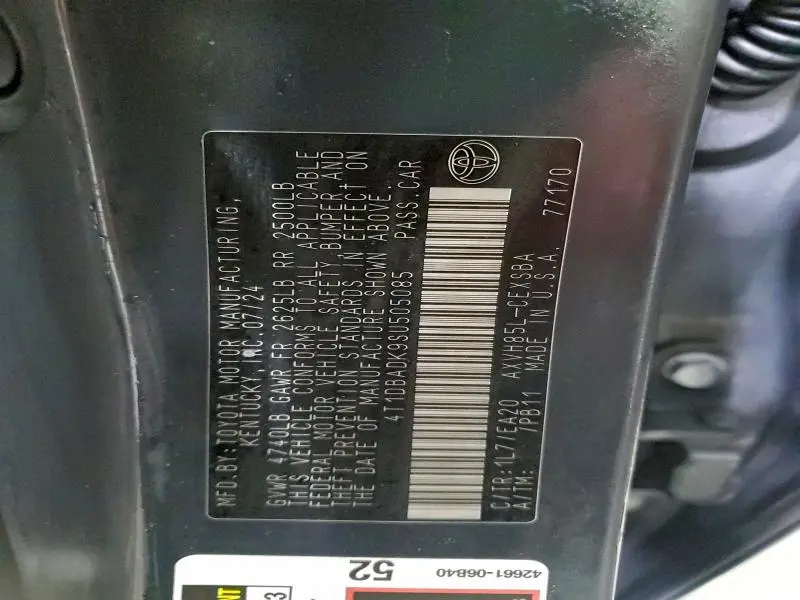 MFD.BY:TOYOTA MOTOR MANUFACTURING,
KENTUCKY, INC. 07/24
GVWR 4740LB GAWR FR 2625LB RR 2500LB
THIS VEHICLE CONFORMS TO ALL APPLICABLE
FEDERAL MOTOR VEHICLE SAFETY, BUMPER AND
THEFT PREVENTION STANDARDS IN EFFECT ON
THE DATE OF MANUFACTURE SHOWN ABOVE.
4T1DBADK9SU505085 PASS.CAR
C/TR:1L7/EA20 AXVH85L-CEXSBA
A/TM: 7PB11 MADE IN U.S.A. 77170
52
42661-06B40
3